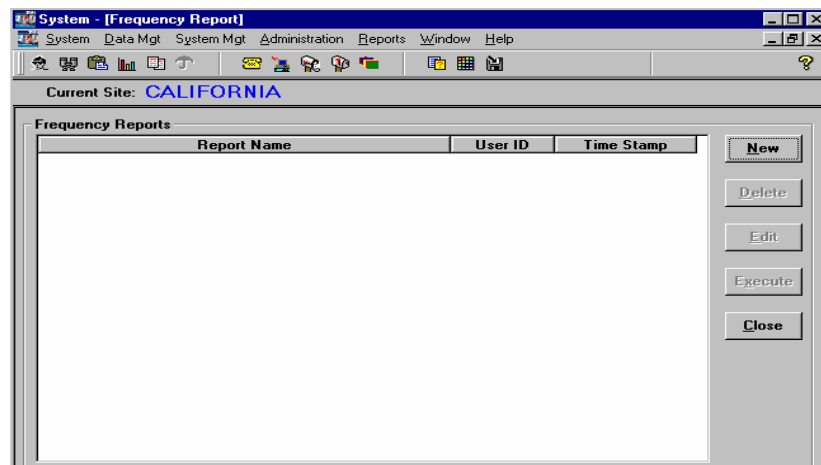 System - [Frequency Report]
System Data Mgt System Mgt Administration Reports Window Help
Current Site: CALIFORNIA
Frequency Reports
Report Name User ID Time Stamp
New
Delete
Edit
Execute
Close